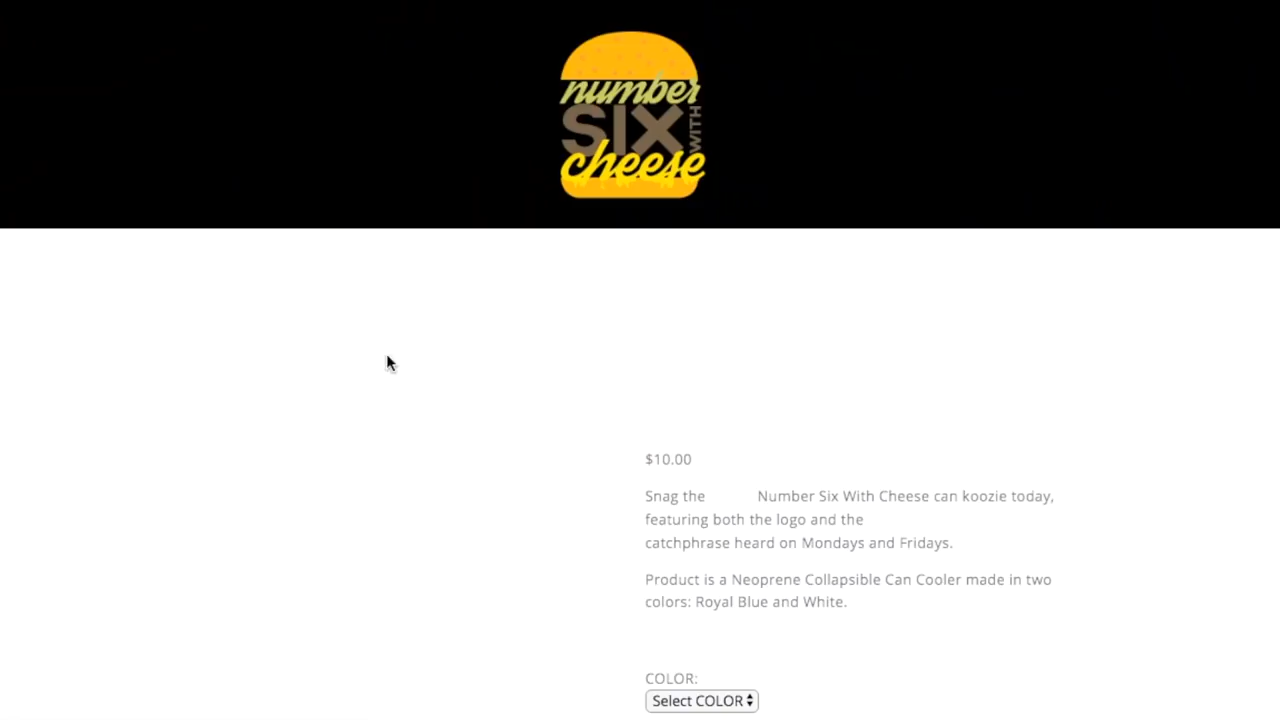 number
SIX WITH
cheese
$10.00
Snag the Number Six With Cheese can koozie today,
featuring both the logo and the
catchphrase heard on Mondays and Fridays.
Product is a Neoprene Collapsible Can Cooler made in two
colors: Royal Blue and White.
COLOR:
Select COLOR